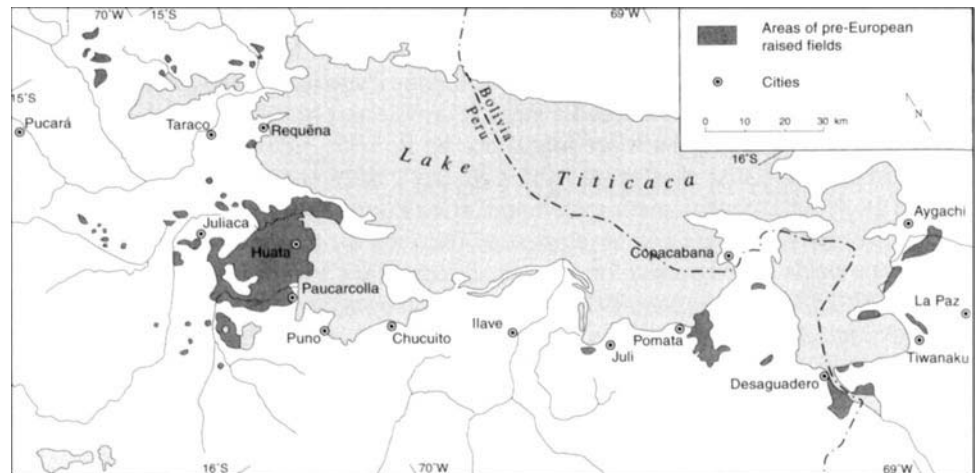 70°W 15°S
69°W
Areas of pre-European
raised fields
Cities
0 10 20 30 km
N
15°S
Pucará
Taraco
Requēna
Bolivia
Peru
Lake Titicaca
16°S
Juliaca
Huata
Copacabana
Aygachi
Paucarcolla
Puno
Chucuito
Ilave
Juli
Pomata
La Paz
Tiwanaku
Desaguadero
16°S
70°W
69°W